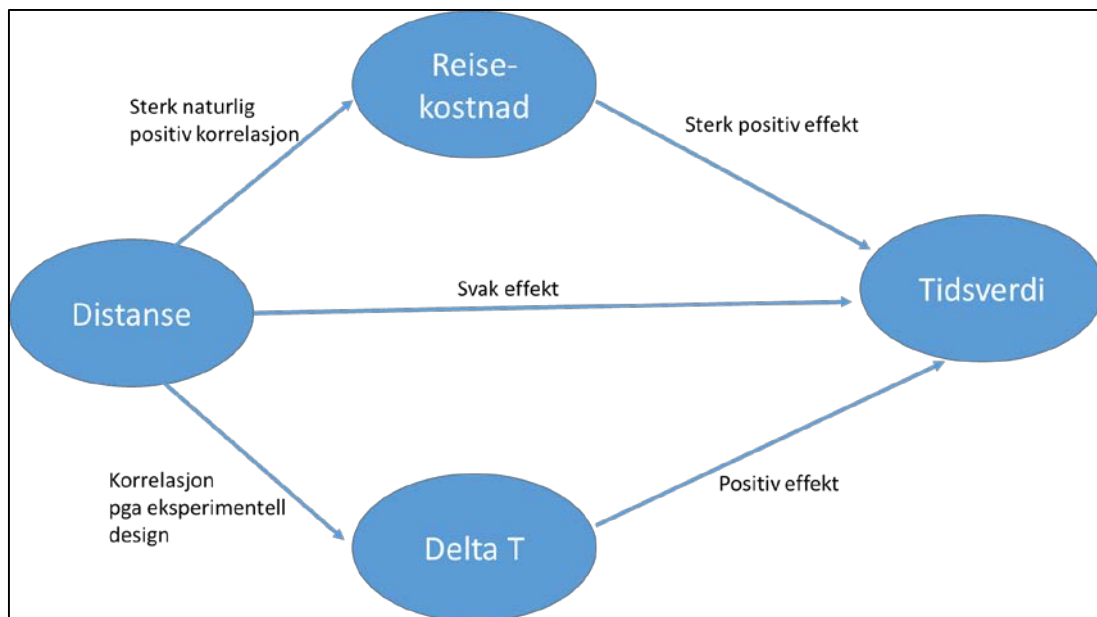 Reise-
kostnad
Sterk naturlig
positiv korrelasjon
Sterk positiv effekt
Svak effekt
Distanse
Tidsverdi
Korrelasjon
pga eksperimentell
design
Positiv effekt
Delta T